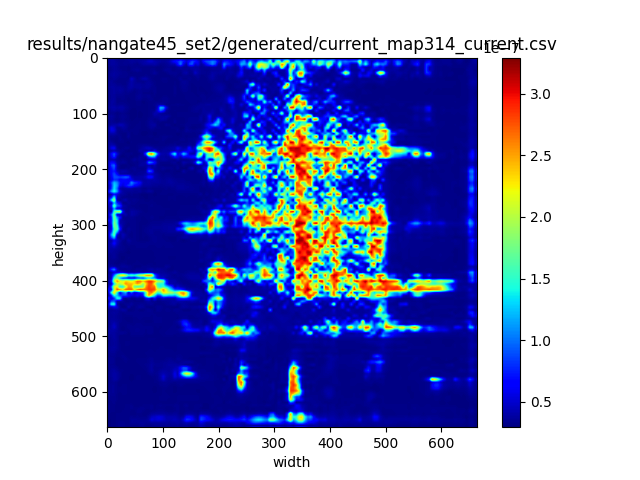 results/nangate45_set2/generated/current_map314_current.csv
1e−7
0
100
200
300
400
500
600
height
0 100 200 300 400 500 600
width
3.0
2.5
2.0
1.5
1.0
0.5